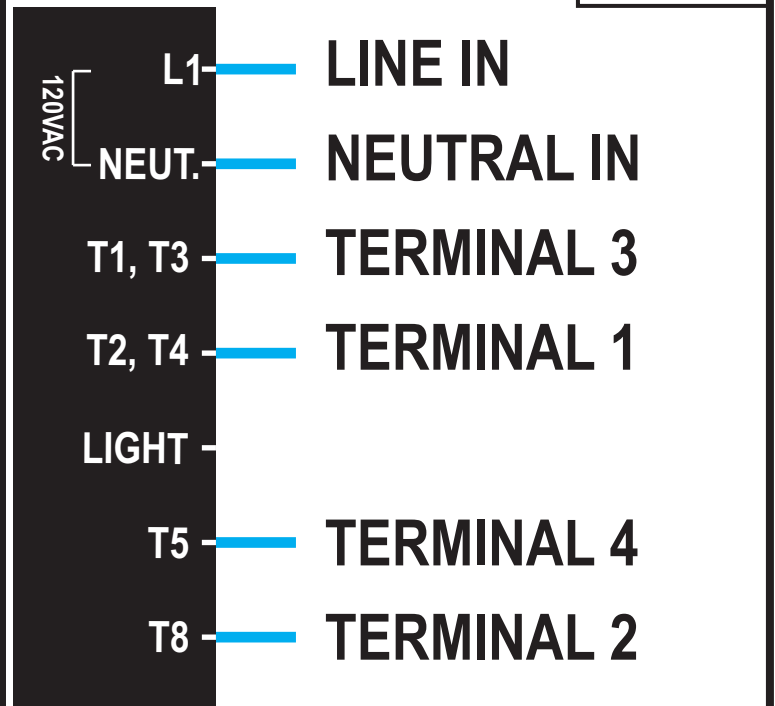 L1 LINE IN
120VAC
NEUT. NEUTRAL IN
T1, T3 TERMINAL 3
T2, T4 TERMINAL 1
LIGHT
T5 TERMINAL 4
T8 TERMINAL 2